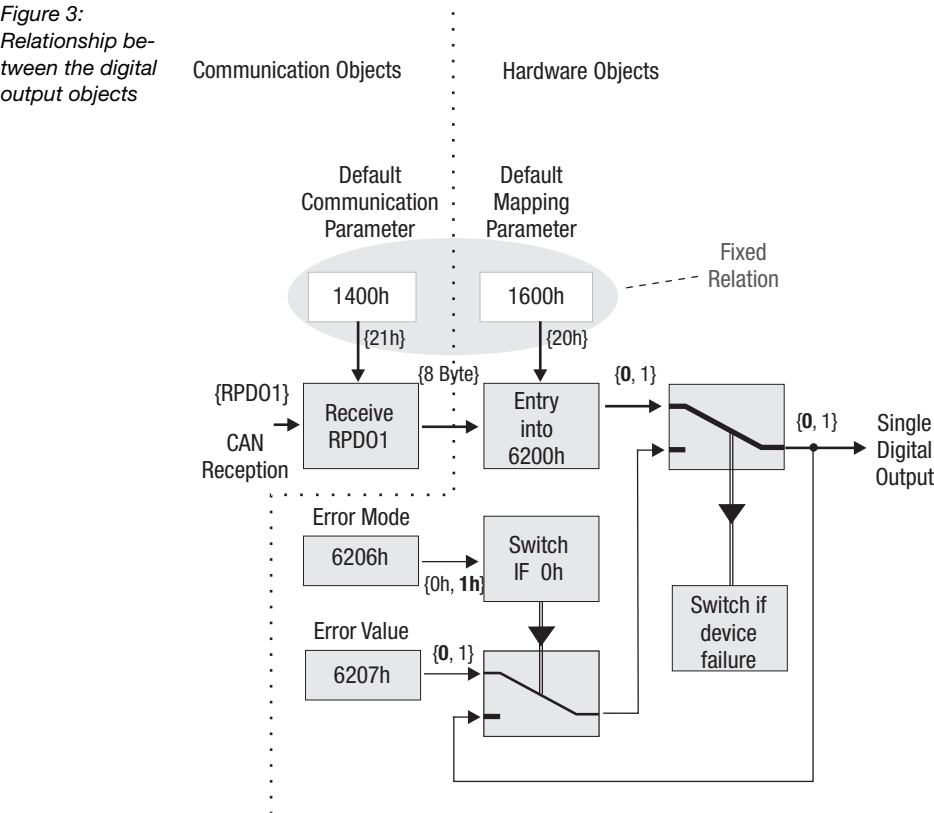 Figure 3:
Relationship be-
tween the digital
output objects
Communication Objects
Hardware Objects
Default
Communication
Parameter
Default
Mapping
Parameter
Fixed
Relation
1400h
1600h
{21h}
{20h}
{RPDO1}
CAN
Reception
Receive
RPDO1
{8 Byte}
Entry
into
6200h
{0, 1}
{0, 1}
Single
Digital
Output
Error Mode
6206h
{0h, 1h}
Switch
IF 0h
Switch if
device
failure
Error Value
6207h
{0, 1}